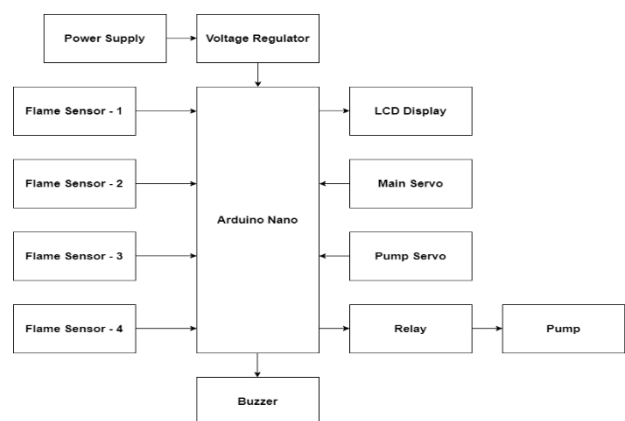 Power Supply
Voltage Regulator
Flame Sensor - 1
LCD Display
Flame Sensor - 2
Main Servo
Arduino Nano
Flame Sensor - 3
Pump Servo
Flame Sensor - 4
Relay
Pump
Buzzer